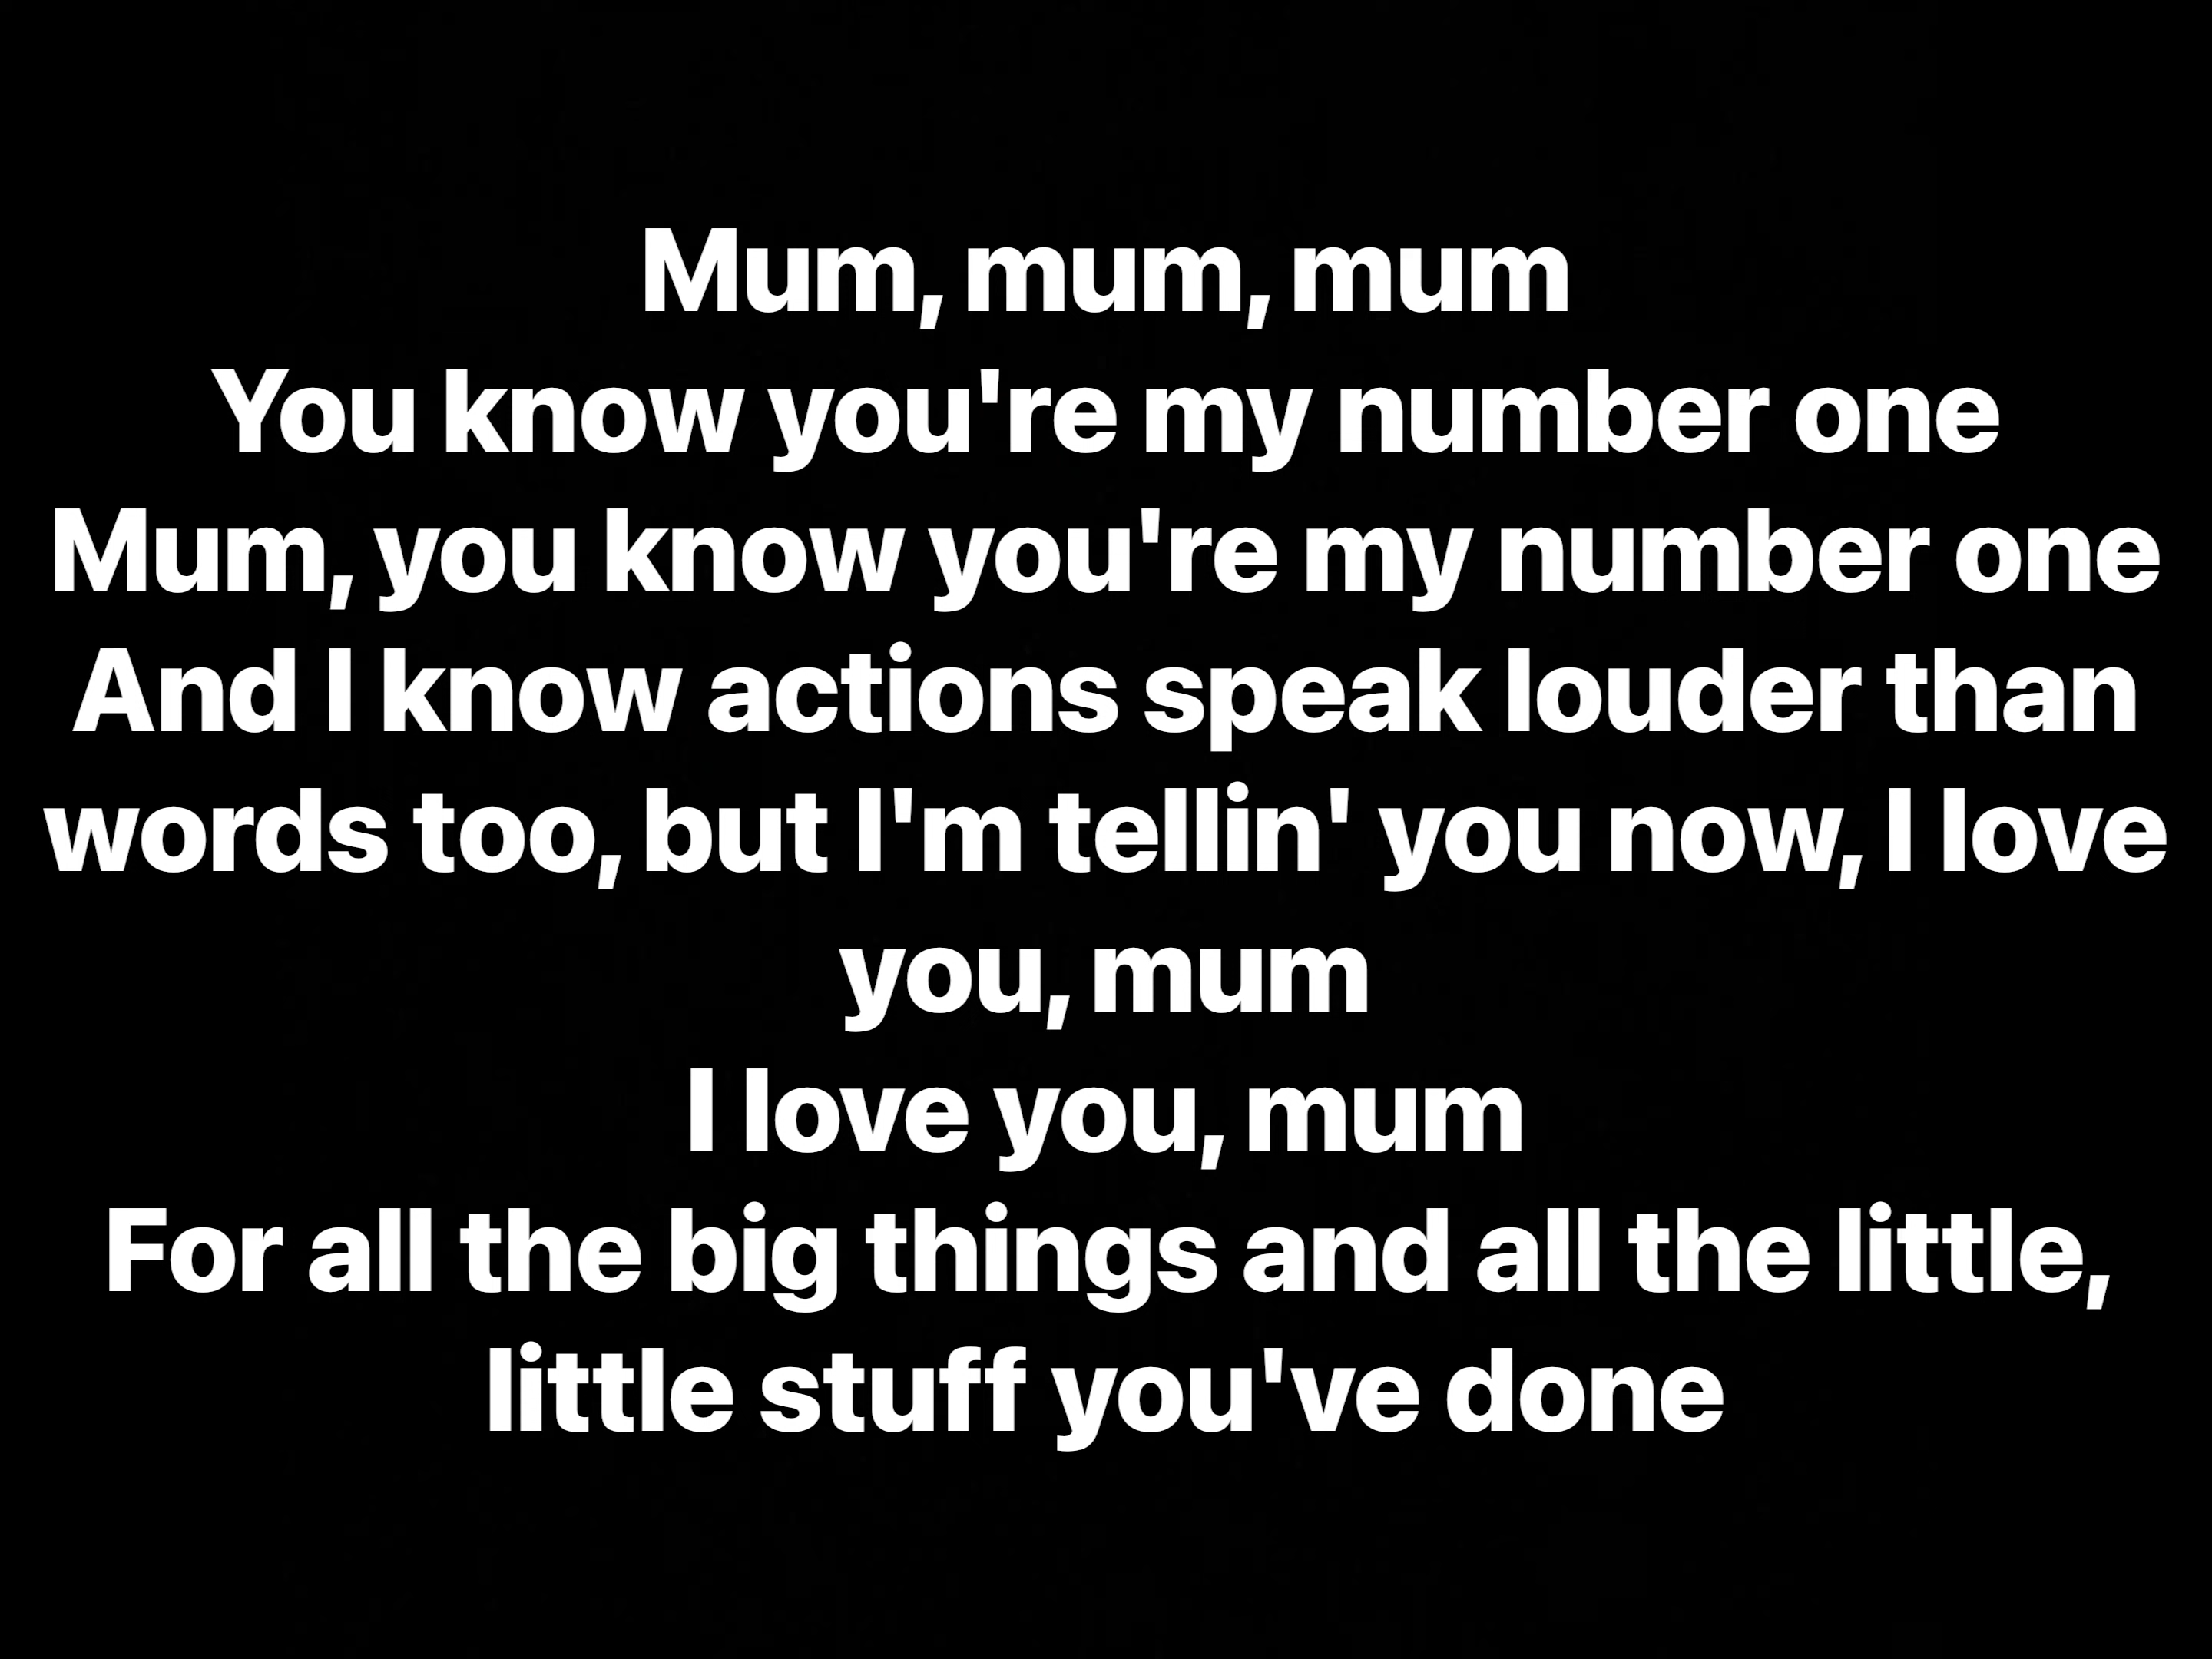 Mum, mum, mum
You know you're my number one
Mum, you know you're my number one
And I know actions speak louder than
words too, but I'm tellin' you now, I love
you, mum
I love you, mum
For all the big things and all the little,
little stuff you've done